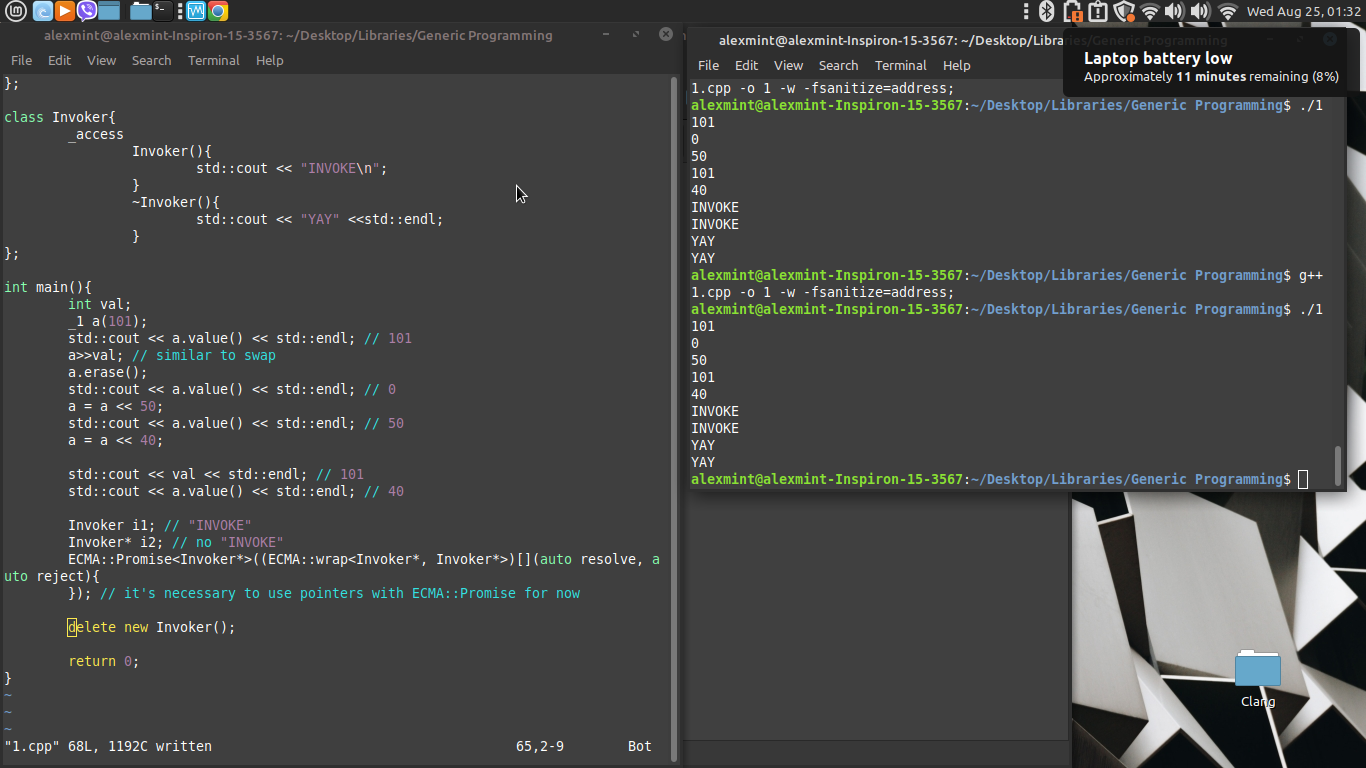 Wed Aug 25, 01:32
alexmint@alexmint-Inspiron-15-3567: ~/Desktop/Libraries/Generic Programming
File Edit View Search Terminal Help
};
class Invoker{
_access
Invoker(){
std::cout << "INVOKE\n";
}
~Invoker(){
std::cout << "YAY" <<std::endl;
}
};
int main(){
int val;
_1 a(101);
std::cout << a.value() << std::endl; // 101
a>>val; // similar to swap
a.erase();
std::cout << a.value() << std::endl; // 0
a = a << 50;
std::cout << a.value() << std::endl; // 50
a = a << 40;
std::cout << val << std::endl; // 101
std::cout << a.value() << std::endl; // 40
Invoker i1; // "INVOKE"
Invoker* i2; // no "INVOKE"
ECMA::Promise<Invoker*>((ECMA::wrap<Invoker*, Invoker*>)[](auto resolve, a
uto reject){
}); // it's necessary to use pointers with ECMA::Promise for now
delete new Invoker();
return 0;
}
~
~
~
"1.cpp" 68L, 1192C written 65,2-9 Bot
alexmint@alexmint-Inspiron-15-3567: ~/Desktop/Libraries/Generic Programming
File Edit View Search Terminal Help
1.cpp -o 1 -w -fsanitize=address;
alexmint@alexmint-Inspiron-15-3567:~/Desktop/Libraries/Generic Programming$ ./1
101
0
50
101
40
INVOKE
INVOKE
YAY
YAY
alexmint@alexmint-Inspiron-15-3567:~/Desktop/Libraries/Generic Programming$ g++
1.cpp -o 1 -w -fsanitize=address;
alexmint@alexmint-Inspiron-15-3567:~/Desktop/Libraries/Generic Programming$ ./1
101
0
50
101
40
INVOKE
INVOKE
YAY
YAY
alexmint@alexmint-Inspiron-15-3567:~/Desktop/Libraries/Generic Programming$
Laptop battery low
Approximately 11 minutes remaining (8%)
Clang